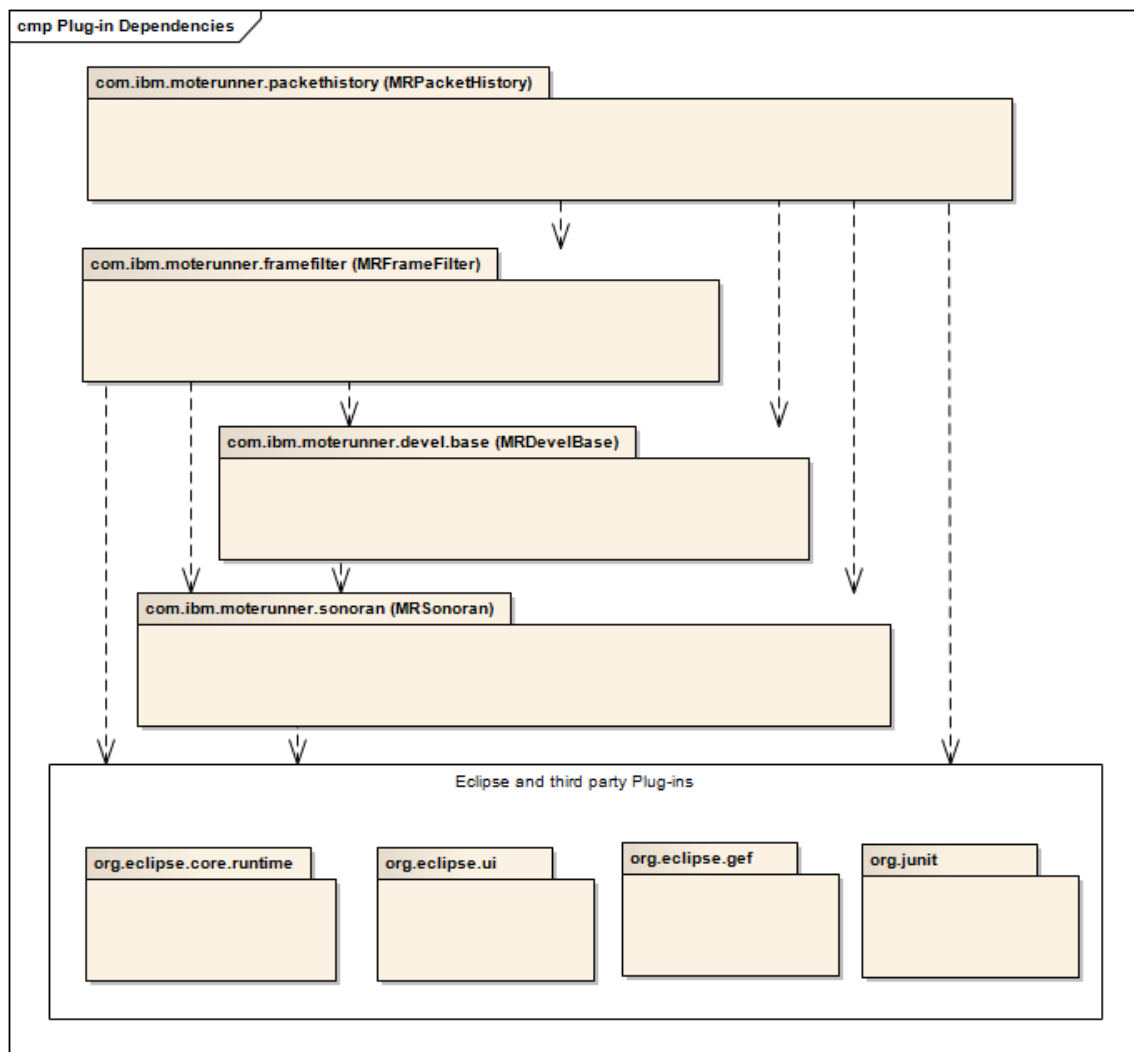 cmp Plug-in Dependencies
com.ibm.moterunner.packethistory (MRPacketHistory)
com.ibm.moterunner.framefilter (MRFrameFilter)
com.ibm.moterunner.devel.base (MRDevelBase)
com.ibm.moterunner.sonoran (MRSonoran)
Eclipse and third party Plug-ins
org.eclipse.core.runtime
org.eclipse.ui
org.eclipse.gef
org.junit